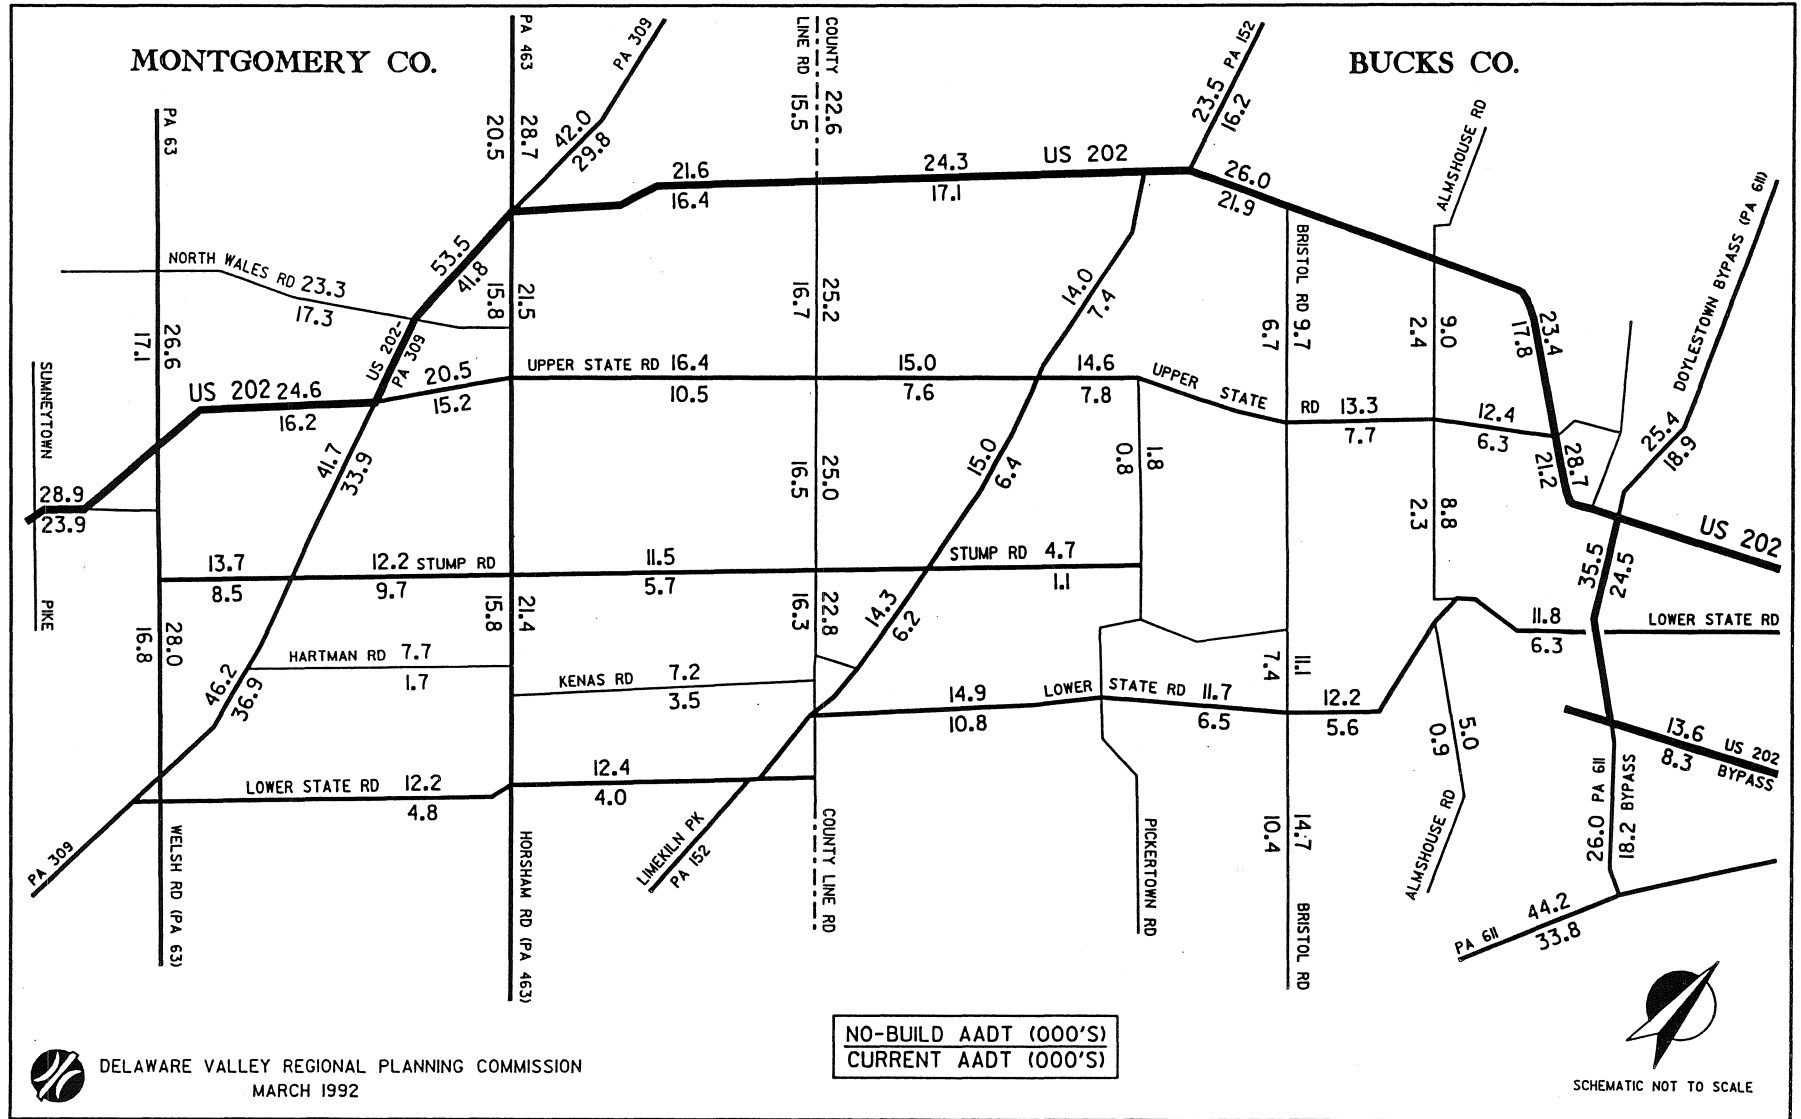 MONTGOMERY CO.
BUCKS CO.
PA 463
PA 309
COUNTY
LINE RD
PA 152
PA 63
20.5
28.7
42.0
29.8
15.5
22.6
23.5
16.2
ALMSHOUSE RD
21.6
16.4
24.3
17.1
US 202
26.0
21.9
DOYLESTOWN BYPASS (PA 611)
NORTH WALES RD 23.3
17.3
53.5
41.8
15.8
21.5
16.7
25.2
14.0
7.4
BRISTOL RD 9.7
6.7
2.4
9.0
17.8
23.4
17.1
26.6
US 202-
PA 309
SUMNEYTOWN
PIKE
US 202 24.6
16.2
20.5
15.2
UPPER STATE RD 16.4
10.5
15.0
7.6
14.6
7.8
UPPER STATE RD 13.3
7.7
12.4
6.3
25.4
18.9
41.7
33.9
16.5
25.0
15.0
6.4
0.8
1.8
2.3
8.8
21.2
28.7
28.9
23.9
US 202
13.7
8.5
12.2 STUMP RD
9.7
11.5
5.7
STUMP RD 4.7
1.1
35.5
24.5
16.8
28.0
15.8
21.4
16.3
22.8
14.3
6.2
11.8
6.3
LOWER STATE RD
HARTMAN RD 7.7
1.7
46.2
36.9
KENAS RD 7.2
3.5
7.4
11.1
14.9
10.8
LOWER STATE RD 11.7
6.5
12.2
5.6
0.9
5.0
13.6
8.3
US 202
BYPASS
LOWER STATE RD 12.2
4.8
12.4
4.0
PA 309
WELSH RD (PA 63)
HORSHAM RD (PA 463)
LIMEKILN PK
PA 152
COUNTY LINE RD
PICKERTOWN RD
10.4
14.7
BRISTOL RD
ALMSHOUSE RD
26.0 PA 611
18.2 BYPASS
PA 611
44.2
33.8
NO-BUILD AADT (000'S)
CURRENT AADT (000'S)
DELAWARE VALLEY REGIONAL PLANNING COMMISSION
MARCH 1992
SCHEMATIC NOT TO SCALE